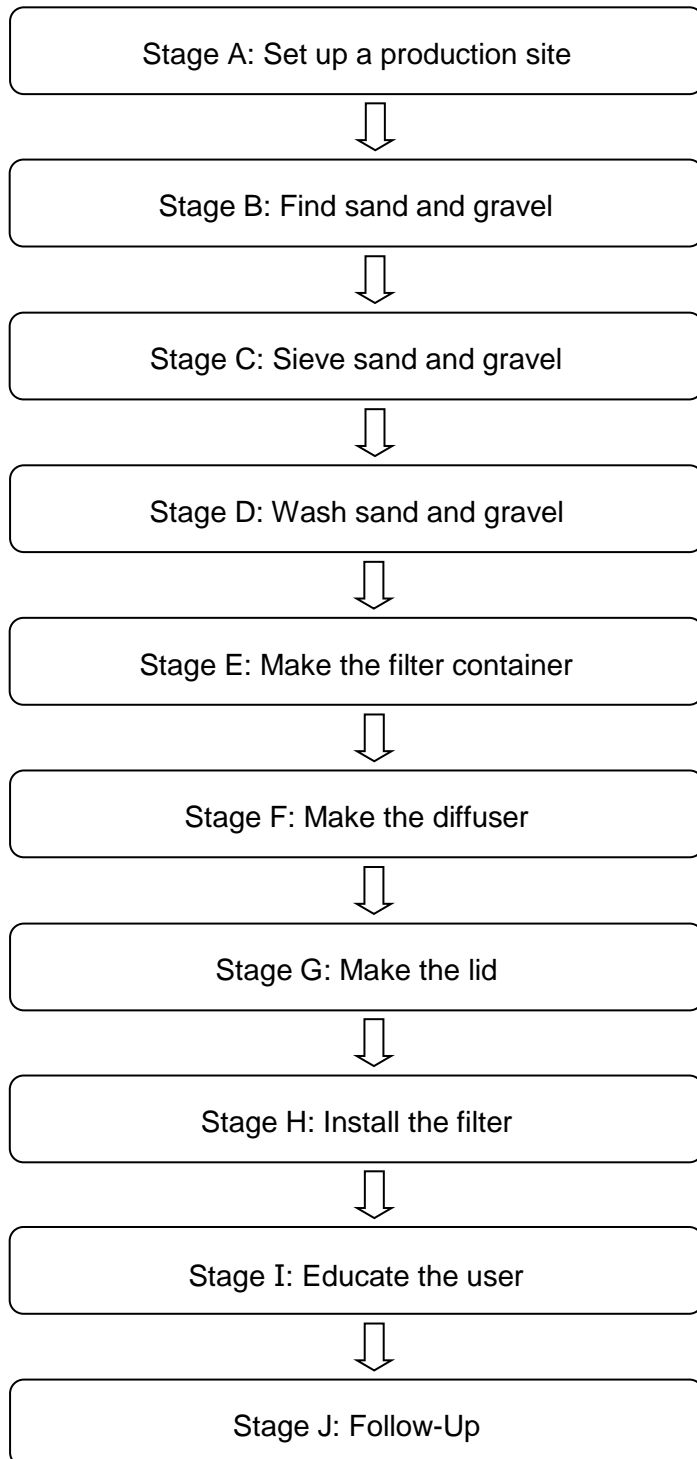 Stage A: Set up a production site
Stage B: Find sand and gravel
Stage C: Sieve sand and gravel
Stage D: Wash sand and gravel
Stage E: Make the filter container
Stage F: Make the diffuser
Stage G: Make the lid
Stage H: Install the filter
Stage I: Educate the user
Stage J: Follow-Up